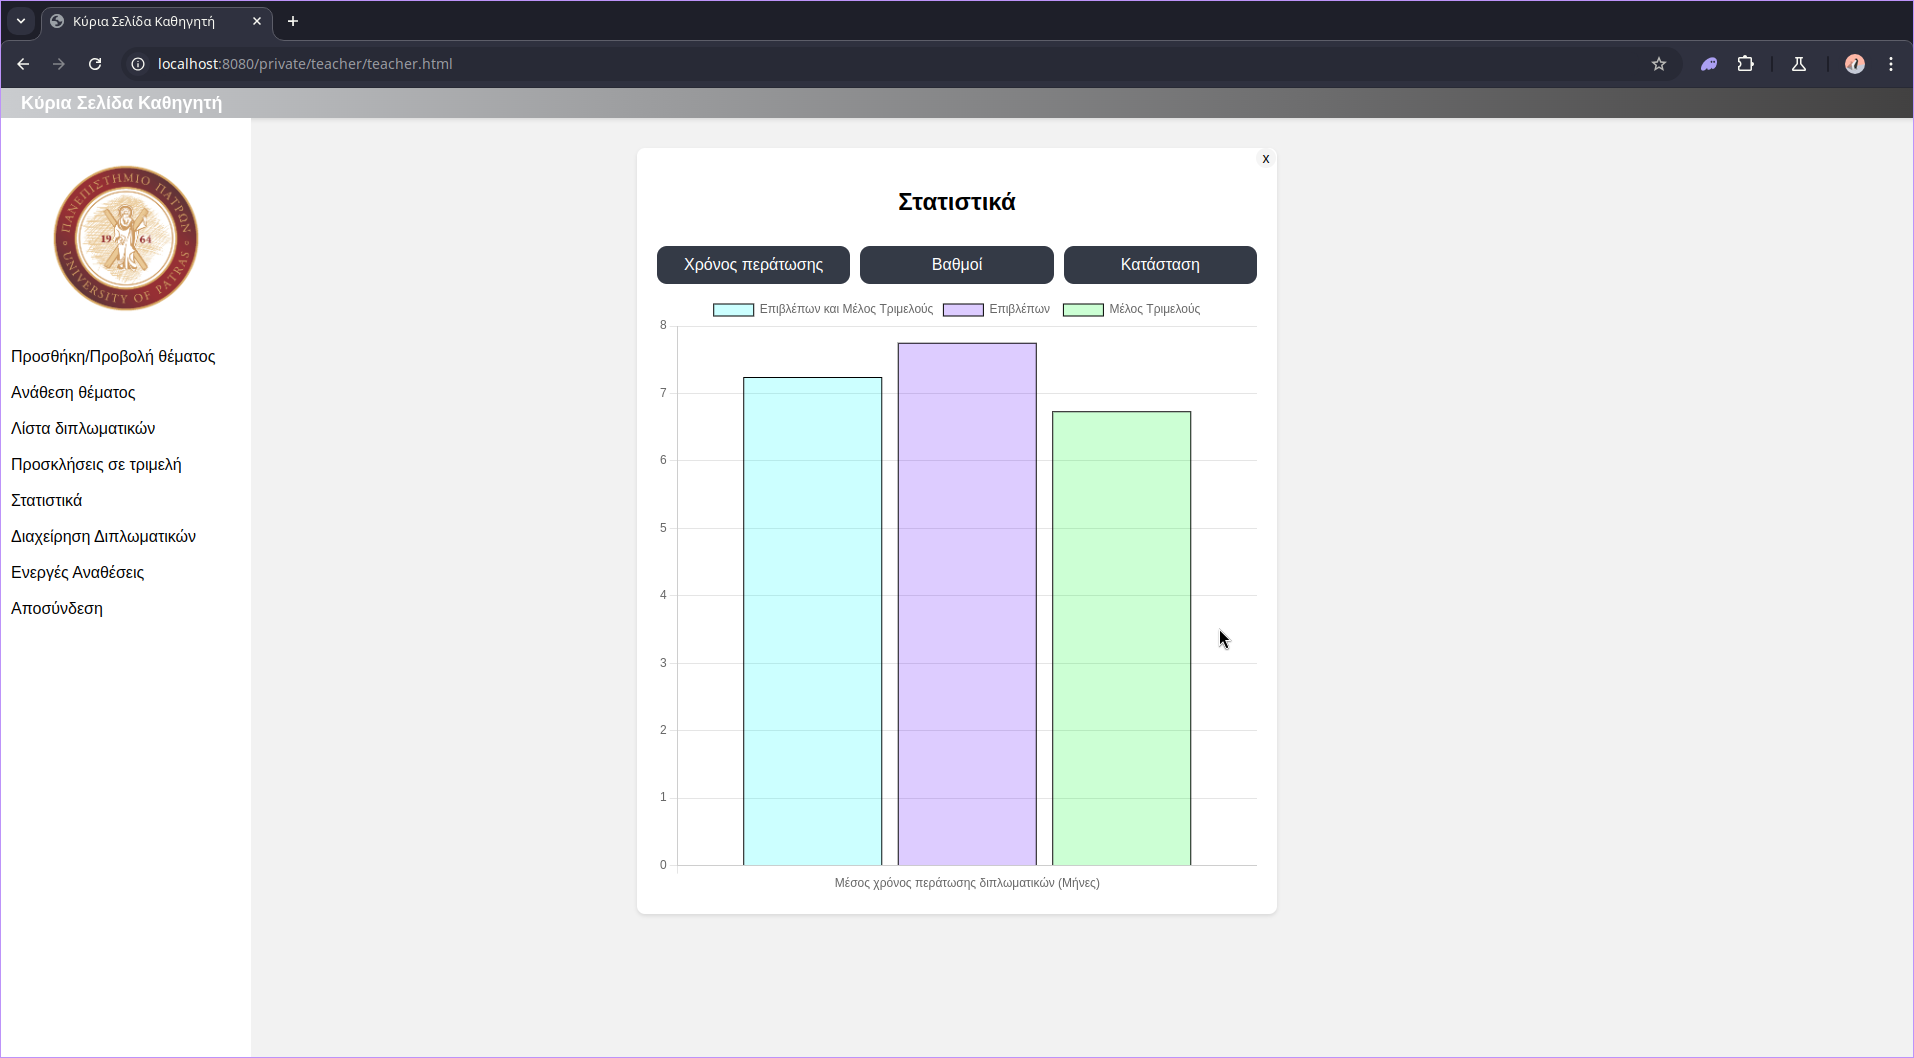 Κύρια Σελίδα Καθηγητή
localhost:8080/private/teacher/teacher.html
Κύρια Σελίδα Καθηγητή
ΠΑΝΕΠΙΣΤΗΜΙΟ ΠΑΤΡΩΝ
19 64
UNIVERSITY OF PATRAS
Προσθήκη/Προβολή θέματος
Ανάθεση θέματος
Λίστα διπλωματικών
Προσκλήσεις σε τριμελή
Στατιστικά
Διαχείρηση Διπλωματικών
Ενεργές Αναθέσεις
Αποσύνδεση
x
Στατιστικά
Χρόνος περάτωσης Βαθμοί Κατάσταση
Επιβλέπων και Μέλος Τριμελούς Επιβλέπων Μέλος Τριμελούς
8
7
6
5
4
3
2
1
0
Μέσος χρόνος περάτωσης διπλωματικών (Μήνες)